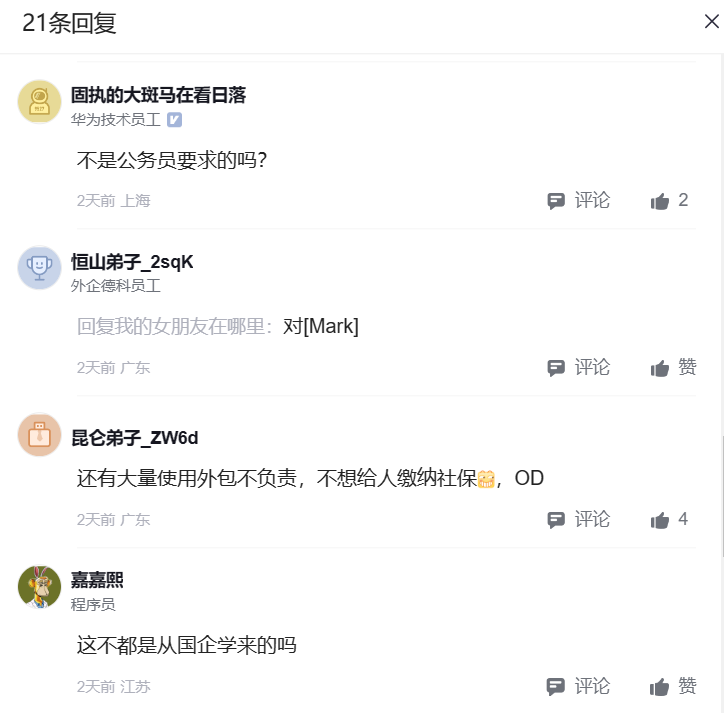 21条回复
固执的大斑马在看日落
华为技术员工
不是公务员要求的吗?
2天前 上海
评论
2
恒山弟子_2sqK
外企德科员工
回复我的女朋友在哪里: 对[Mark]
2天前 广东
评论
赞
昆仑弟子_ZW6d
还有大量使用外包不负责，不想给人缴纳社保，OD
2天前 广东
评论
4
嘉嘉熙
程序员
这不都是从国企学来的吗
2天前 江苏
评论
赞